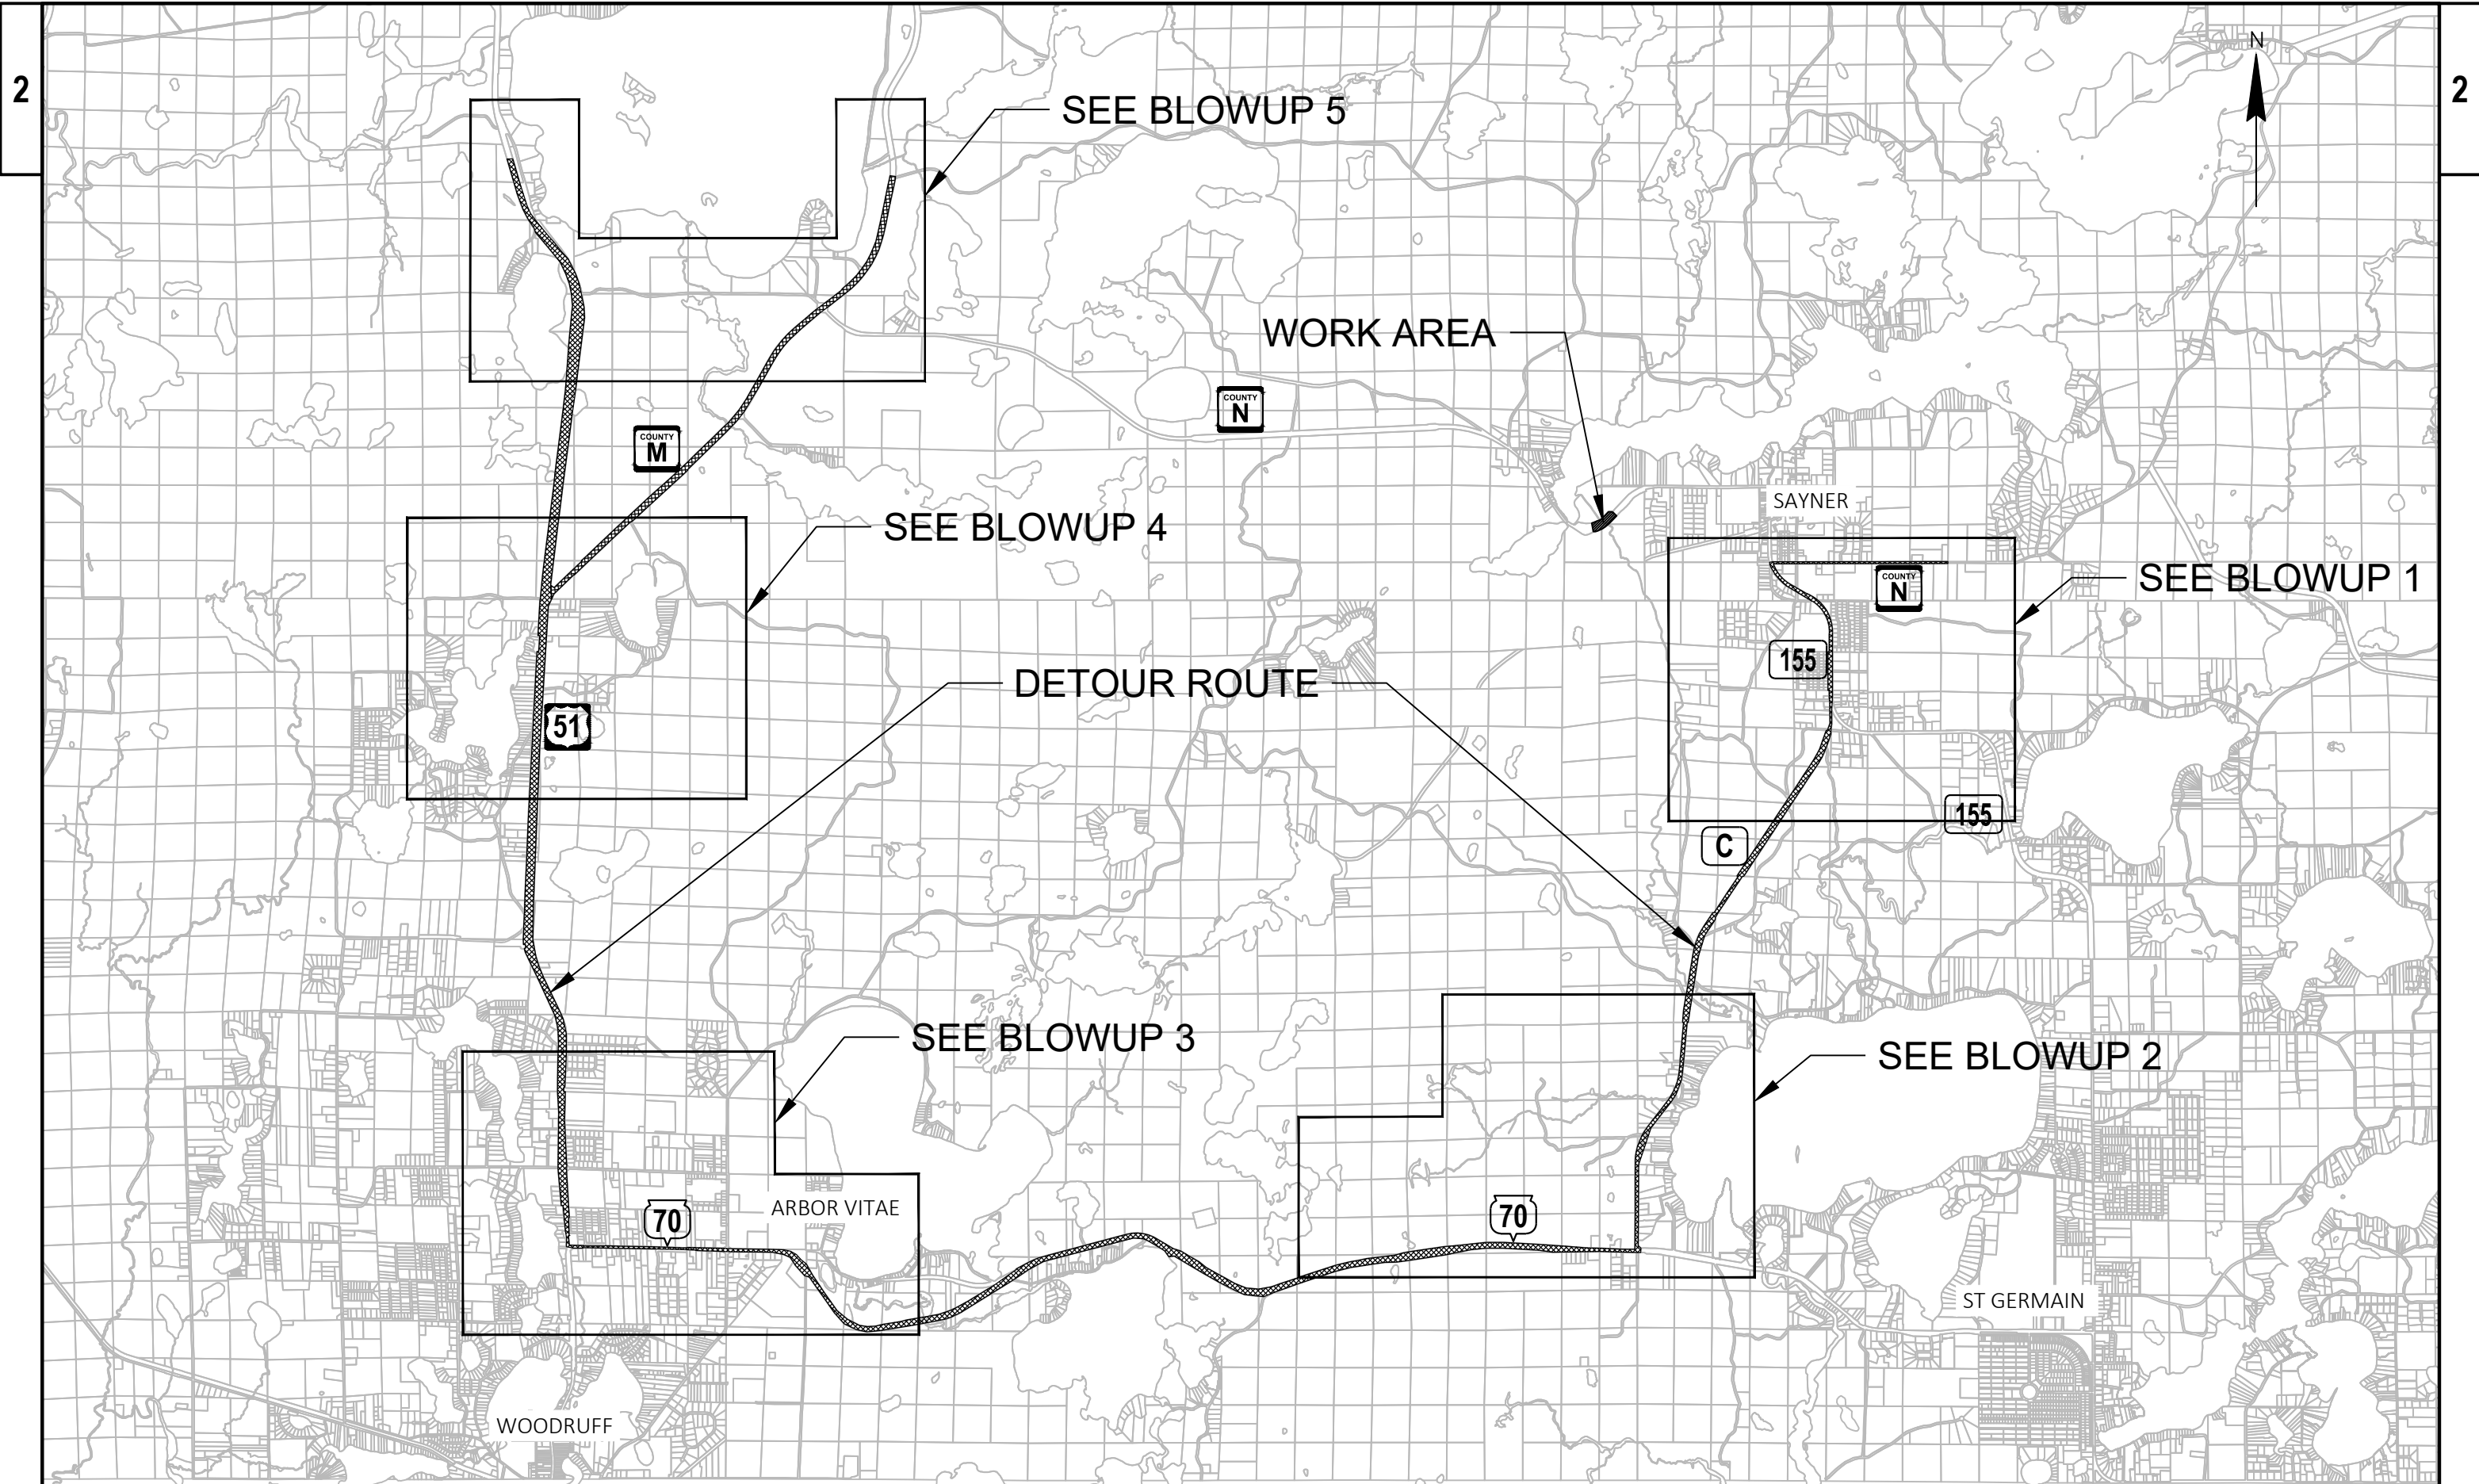 2
2
N
SEE BLOWUP 5
WORK AREA
COUNTY
N
COUNTY
M
SAYNER
SEE BLOWUP 4
SEE BLOWUP 1
COUNTY
N
155
DETOUR ROUTE
51
155
C
SEE BLOWUP 3
SEE BLOWUP 2
ARBOR VITAE
70
70
ST GERMAIN
WOODRUFF